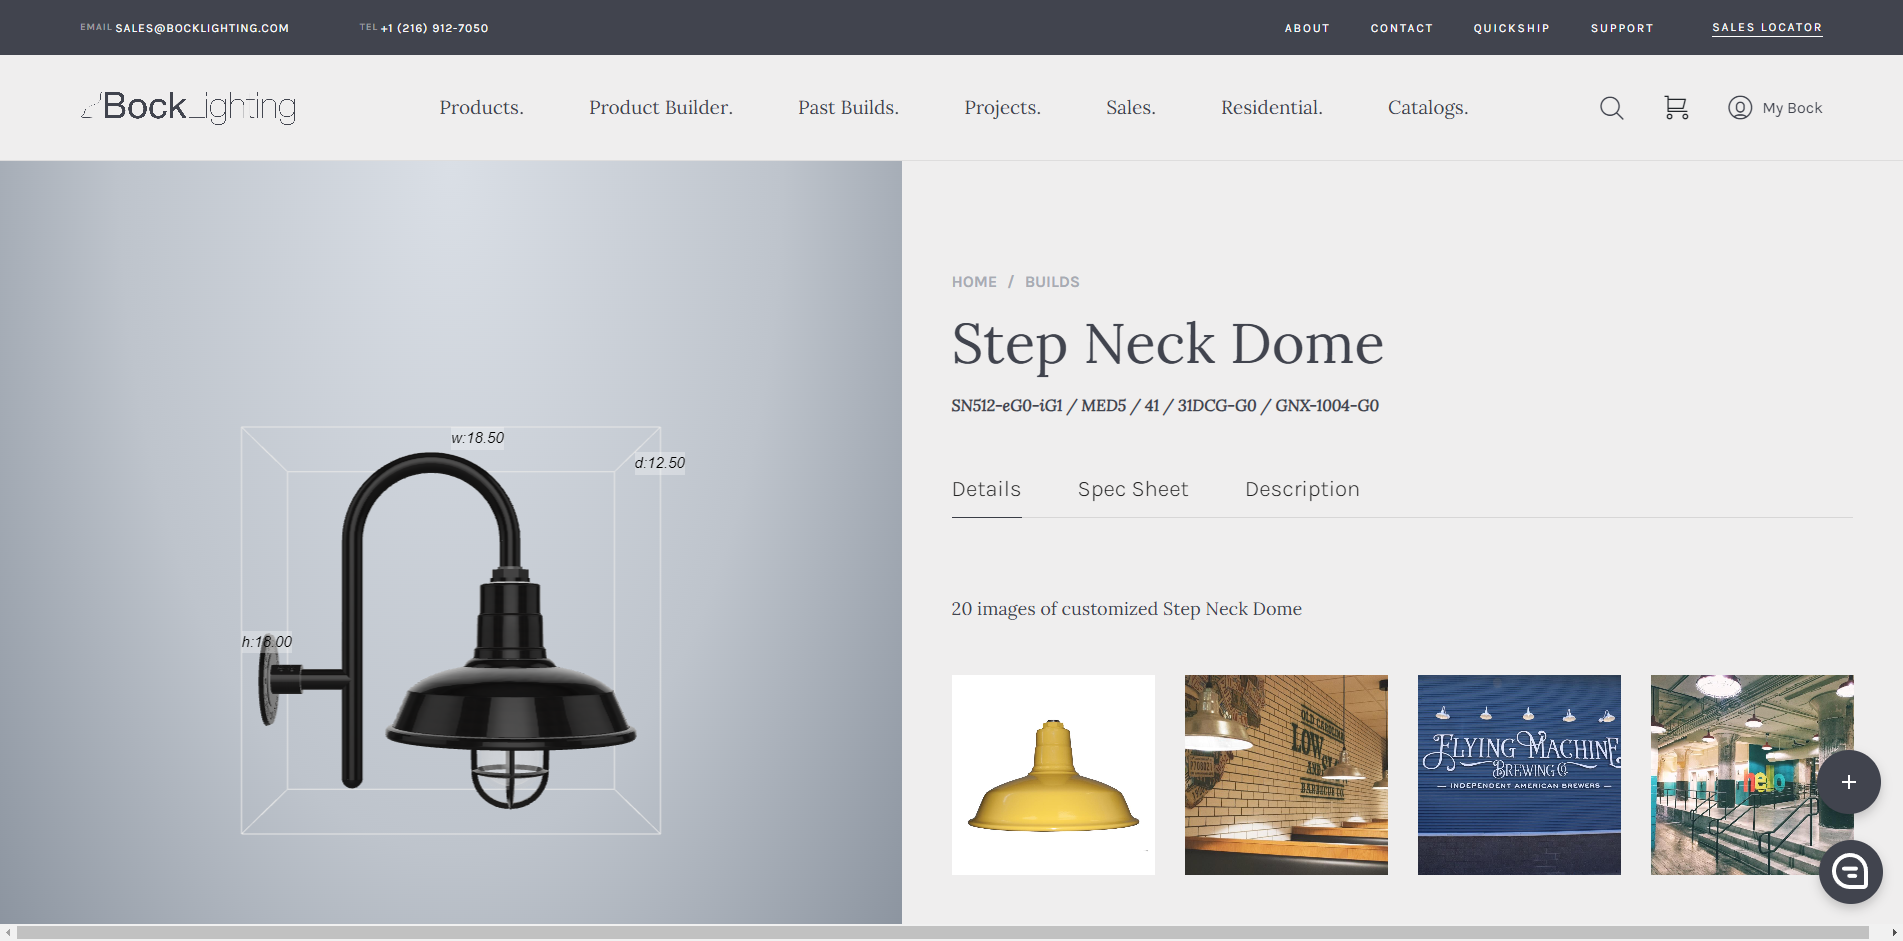 EMAIL SALES@BOCKLIGHTING.COM
TEL +1 (216) 912-7050
ABOUT
CONTACT
QUICKSHIP
SUPPORT
SALES LOCATOR
Bock Lighting
Products.
Product Builder.
Past Builds.
Projects.
Sales.
Residential.
Catalogs.
My Bock
w:18.50
d:12.50
h:18.00
HOME / BUILDS
Step Neck Dome
SN512-eG0-iG1 / MED5 / 41 / 31DCG-G0 / GNX-1004-G0
Details
Spec Sheet
Description
20 images of customized Step Neck Dome
LOW
AND
BARBECUE CO.
FLYING MACHINE
BREWING CO
— INDEPENDENT AMERICAN BREWERS —
hello